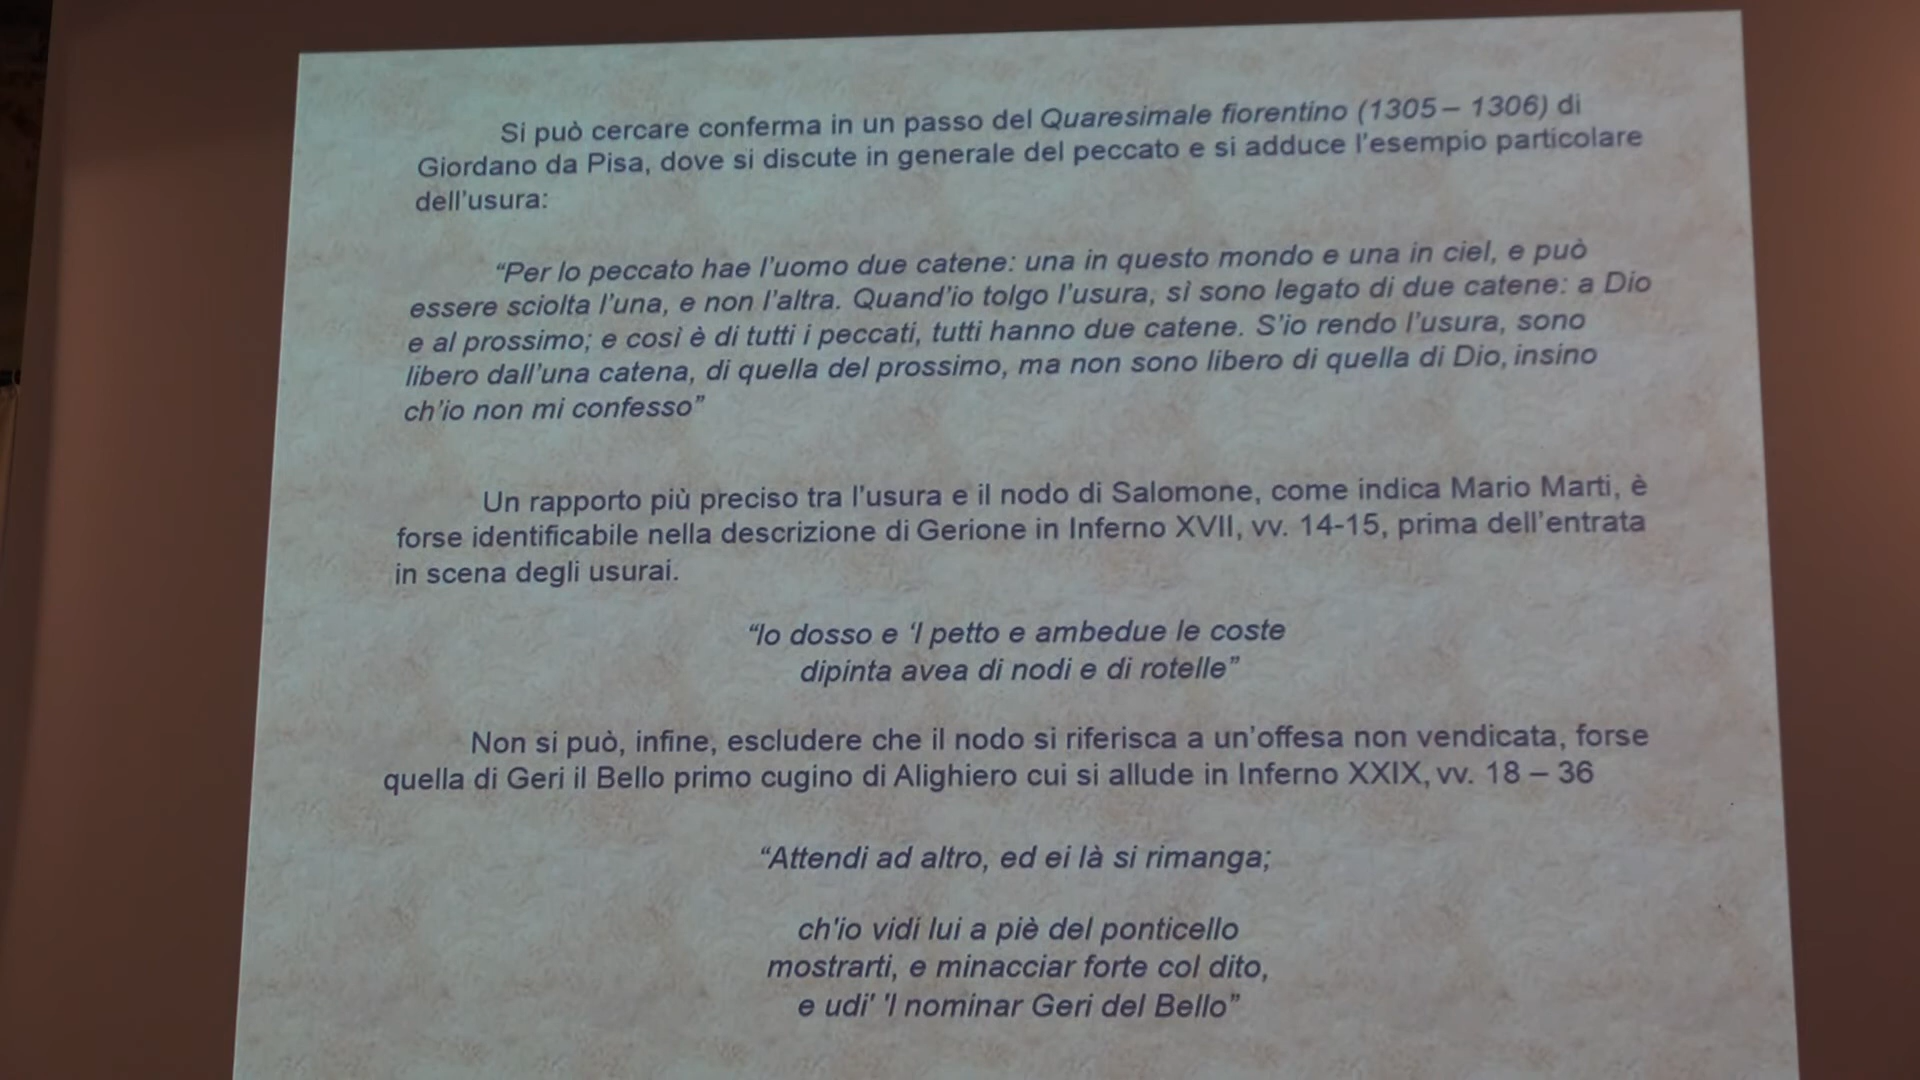 Si può cercare conferma in un passo del Quaresimale fiorentino (1305 – 1306) di
Giordano da Pisa, dove si discute in generale del peccato e si adduce l'esempio particolare
dell'usura:
“Per lo peccato hae l'uomo due catene: una in questo mondo e una in ciel, e può
essere sciolta l'una, e non l'altra. Quand'io tolgo l'usura, sì sono legato di due catene: a Dio
e al prossimo; e così è di tutti i peccati, tutti hanno due catene. S'io rendo l'usura, sono
libero dall'una catena, di quella del prossimo, ma non sono libero di quella di Dio, insino
ch'io non mi confesso”
Un rapporto più preciso tra l'usura e il nodo di Salomone, come indica Mario Marti, è
forse identificabile nella descrizione di Gerione in Inferno XVII, vv. 14-15, prima dell'entrata
in scena degli usurai.
“lo dosso e ‘l petto e ambedue le coste
dipinta avea di nodi e di rotelle”
Non si può, infine, escludere che il nodo si riferisca a un'offesa non vendicata, forse
quella di Geri il Bello primo cugino di Alighiero cui si allude in Inferno XXIX, vv. 18 – 36
“Attendi ad altro, ed ei là si rimanga;
ch'io vidi lui a piè del ponticello
mostrarti, e minacciar forte col dito,
e udi' 'l nominar Geri del Bello”